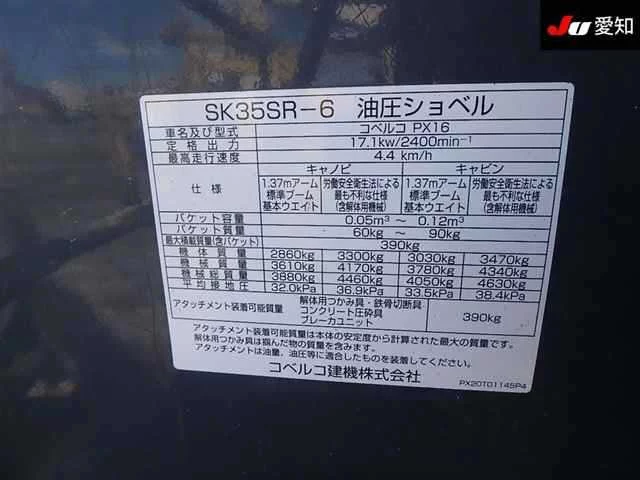 JU 愛知
SK35SR-6 油圧ショベル
車名及び型式 コベルコ PX16
定格出力 17.1kw/2400min⁻¹
最高走行速度 4.4 km/h
仕様 キャノピ キャビン
1.37mアーム 標準ブーム 基本ウエイト 労働安全衛生法による 最も不利な仕様 (含解体用機械) 1.37mアーム 標準ブーム 基本ウエイト 労働安全衛生法による 最も不利な仕様 (含解体用機械)
バケット容量 0.05m³ ~ 0.12m³
バケット質量 60kg ~ 90kg
最大積載質量(含バケット) 390kg
機体質量 2860kg 3300kg 3030kg 3470kg
機械質量 3610kg 4170kg 3780kg 4340kg
機械総質量 3880kg 4460kg 4050kg 4630kg
平均接地圧 32.0kPa 36.9kPa 33.5kPa 38.4kPa
アタッチメント装着可能質量 解体用つかみ具・鉄骨切断具 コンクリート圧砕具 ブレーカユニット 390kg
アタッチメント装着可能質量は本体の安定度から計算された最大の質量です。
解体用つかみ具は掴んだ物の質量を含みます。
アタッチメントは油量、油圧等に適合したものを装着してください。
コベルコ建機株式会社
PX20T01145P4